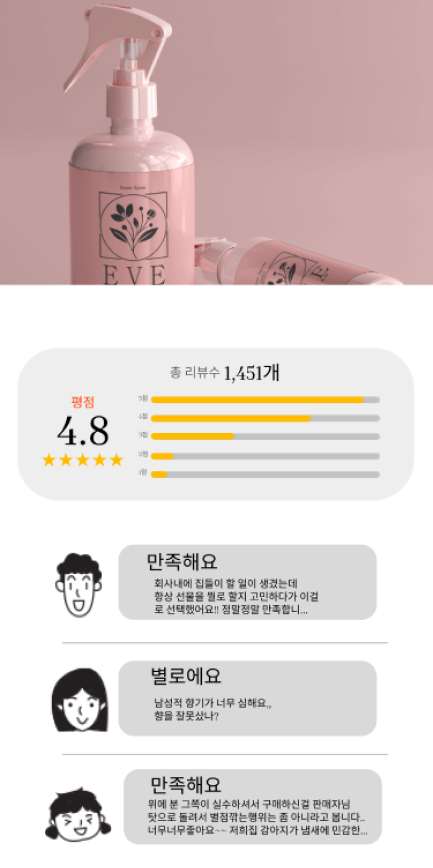 Room Spray
EVE
총 리뷰수 1,451개
평점
4.8
5점
4점
3점
2점
1점
만족해요
회사내에 집들이 할 일이 생겼는데
항상 선물을 뭘로 할지 고민하다가 이걸
로 선택했어요!! 정말정말 만족합니...
별로에요
남성적 향기가 너무 심해요,,
향을 잘못샀나?
만족해요
위에 분 그쪽이 실수하셔서 구매하신걸 판매자님
탓으로 돌려서 별점깎는행위는 좀 아니라고 봅니다..
너무너무좋아요~~ 저희집 강아지가 냄새에 민감한...